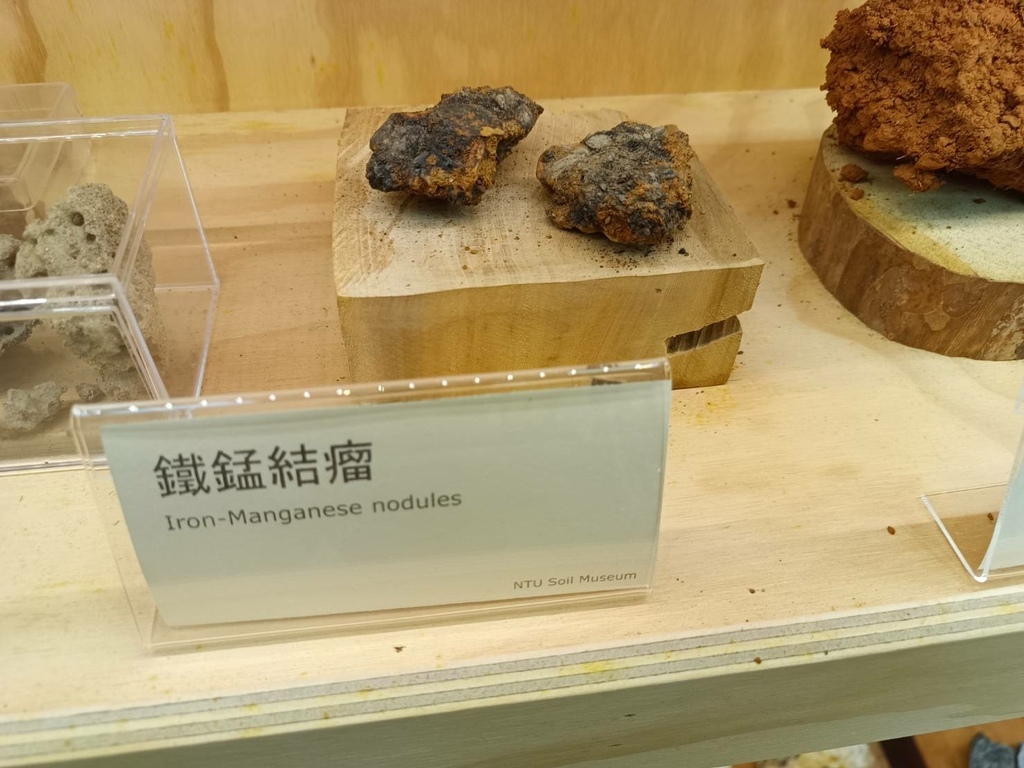 鐵錳結瘤
Iron-Manganese nodules
NTU Soil Museum